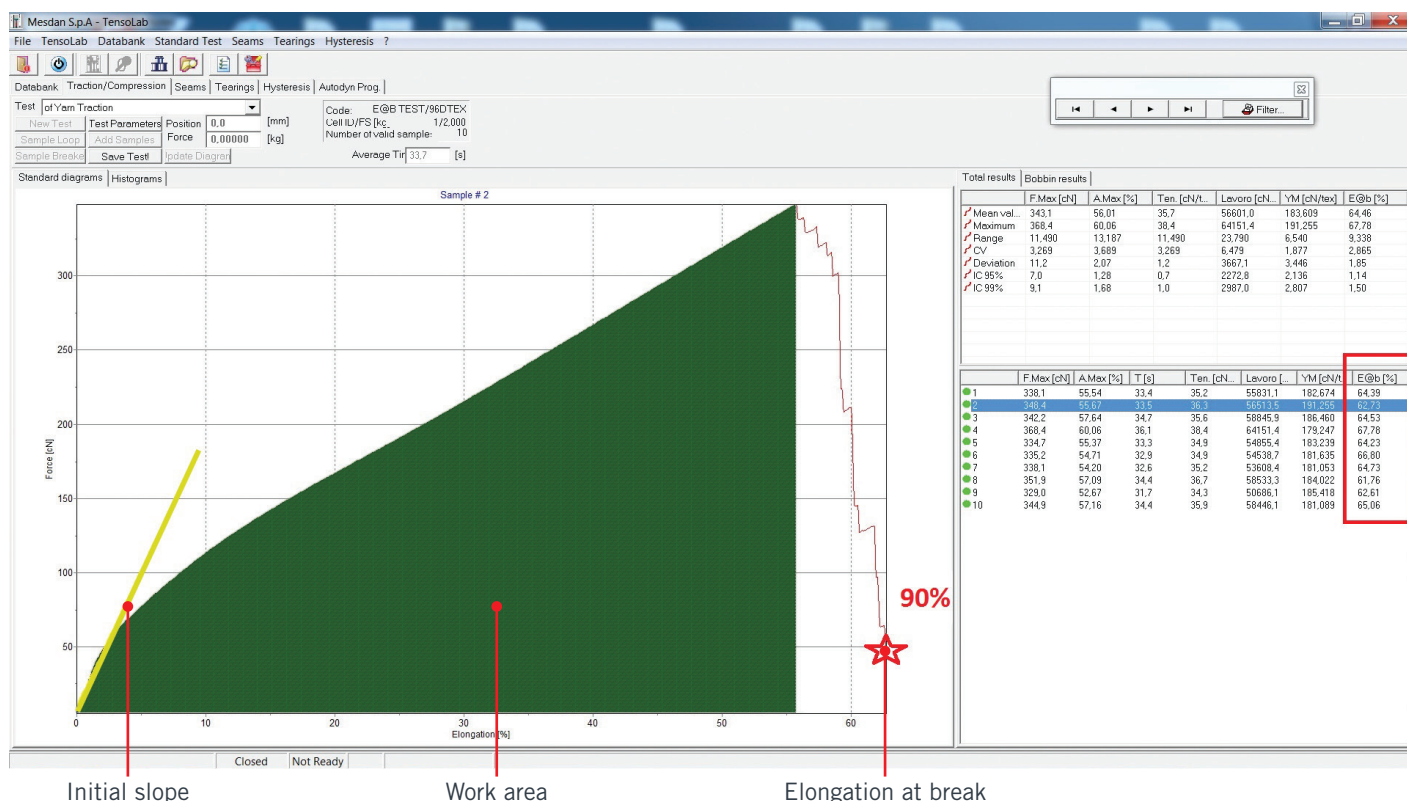 Mesdan S.p.A - TensoLab
File TensoLab Databank Standard Test Seams Tearings Hysteresis ?
Databank Traction/Compression Seams Tearings Hysteresis Autodyn Prog.
Test of Yarn Traction
New Test Test Parameters Position 0,0 [mm]
Sample Loop Add Samples Force 0,00000 [kg]
Sample Breake Save Test! Update Diagram
Code: E@B TEST/96DTEX
Cell ID/FS [kg_ 1/2,000
Number of valid sample: 10
Average Tir 33,7 [s]
Filter...
Standard diagrams Histograms
Sample # 2
Force [cN]
300
250
200
150
100
50
0 10 20 30 40 50 60
Elongation [%]
90%
Total results Bobbin results
F.Max [cN] A.Max [%] Ten. [cN/t... Lavoro [cN... YM [cN/tex] E@b [%]
Mean val... 343,1 56,01 35,7 56601,0 183,609 64,46
Maximum 368,4 60,06 38,4 64151,4 191,255 67,78
Range 11,490 13,187 11,490 23,790 6,540 9,338
CV 3,269 3,689 3,269 6,479 1,877 2,865
Deviation 11,2 2,07 1,2 3667,1 3,446 1,85
IC 95% 7,0 1,28 0,7 2272,8 2,136 1,14
IC 99% 9,1 1,68 1,0 2987,0 2,807 1,50
F.Max [cN] A.Max [%] T [s] Ten. [cN... Lavoro [... YM [cN/t... E@b [%]
1 338,1 55,54 33,4 35,2 55831,1 182,674 64,39
2 348,4 55,67 33,5 36,3 56513,5 191,255 62,73
3 342,2 57,64 34,7 35,6 58845,9 186,460 64,53
4 368,4 60,06 36,1 38,4 64151,4 179,247 67,78
5 334,7 55,37 33,3 34,9 54855,4 183,239 64,23
6 335,2 54,71 32,9 34,9 54538,7 181,635 66,80
7 338,1 54,20 32,6 35,2 53608,4 181,053 64,73
8 351,9 57,09 34,4 36,7 58533,3 184,022 61,76
9 329,0 52,67 31,7 34,3 50686,1 185,418 62,61
10 344,9 57,16 34,4 35,9 58446,1 181,089 65,06
Closed Not Ready
Initial slope Work area Elongation at break